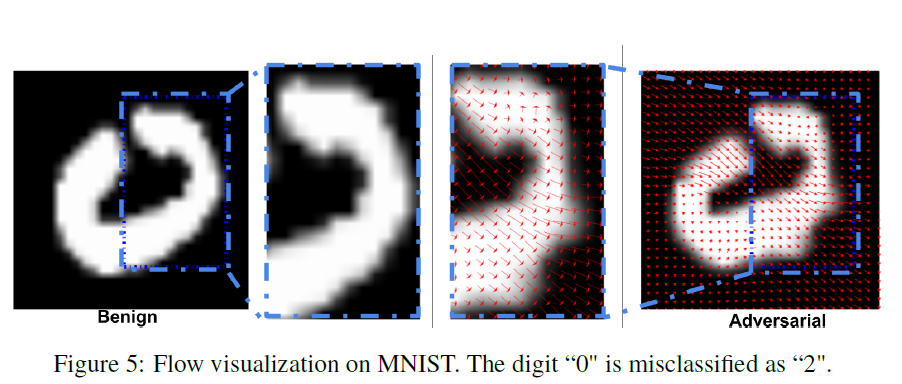 Benign
Adversarial
Figure 5: Flow visualization on MNIST. The digit “0" is misclassified as “2".